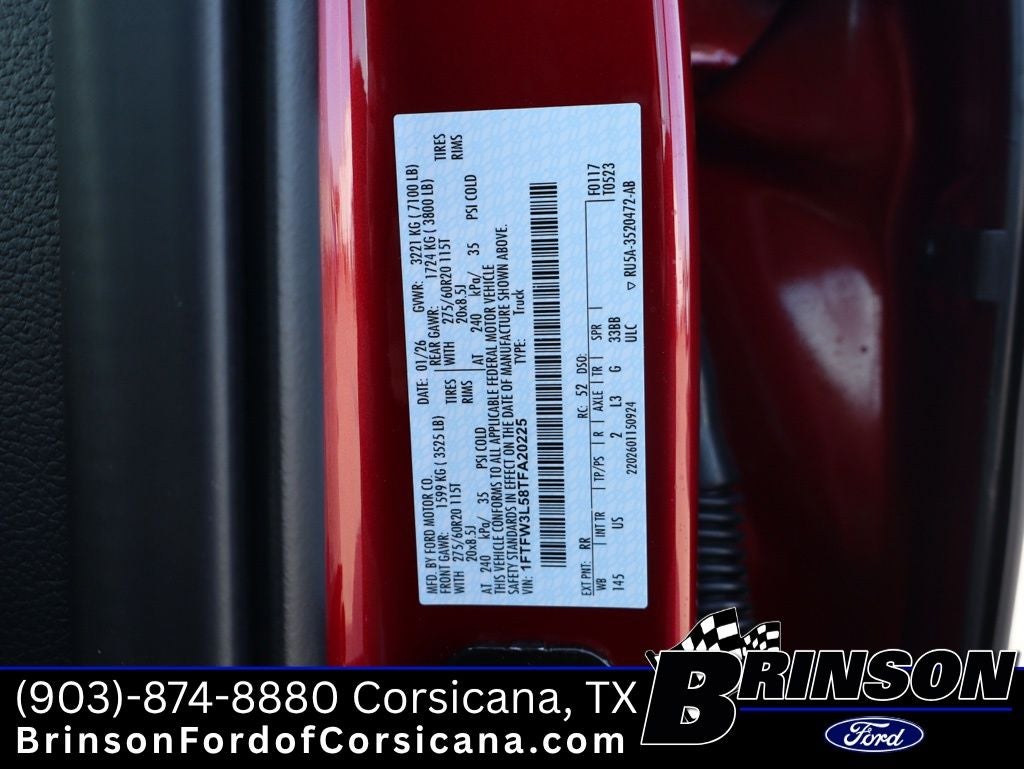 MFD. BY FORD MOTOR CO. DATE: 01/26 GVWR: 3221 KG ( 7100 LB)
FRONT GAWR: 1599 KG ( 3525 LB) REAR GAWR: 1724 KG ( 3800 LB)
WITH 275/60R20 115T TIRES WITH 275/60R20 115T TIRES
20x8.5J RIMS 20x8.5J RIMS
AT 240 kPa/ 35 PSI COLD AT 240 kPa/ 35 PSI COLD
THIS VEHICLE CONFORMS TO ALL APPLICABLE FEDERAL MOTOR VEHICLE
SAFETY STANDARDS IN EFFECT ON THE DATE OF MANUFACTURE SHOWN ABOVE.
VIN: 1FTFW3L58TFA20225 TYPE: Truck
EXT PNT: RR RC: 52 DSO: F0117
WB INT TR TP/PS R AXLE TR SPR T0523
145 US 2 L3 G 33BB
2202601150924 ULC ▽ RU5A-3520472-AB
(903)-874-8880 Corsicana, TX
BrinsonFordofCorsicana.com
BRINSON
Ford